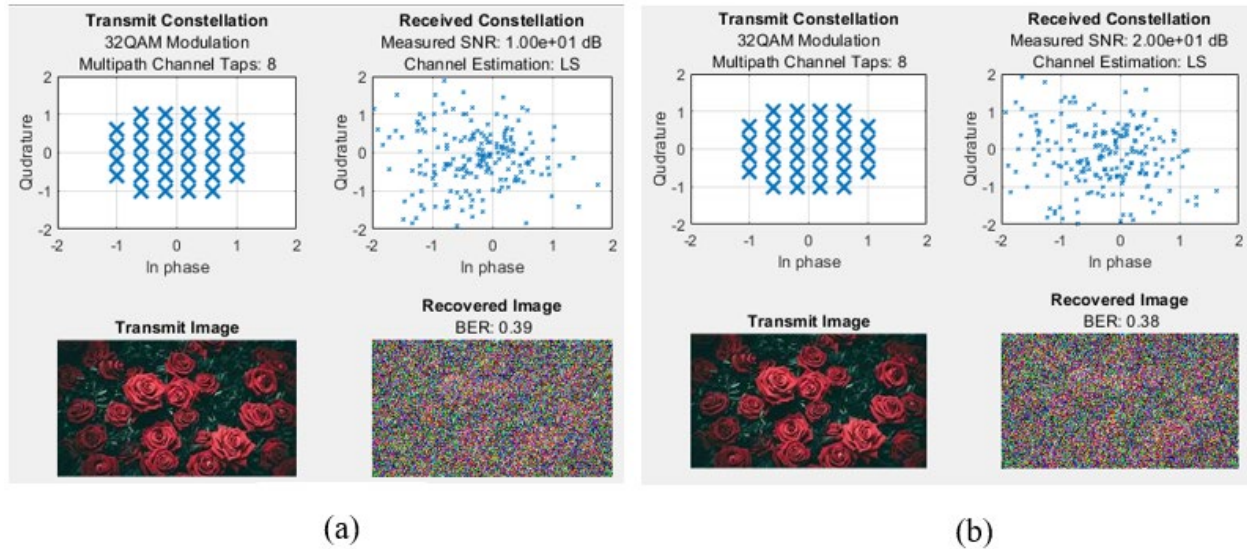 Transmit Constellation
32QAM Modulation
Multipath Channel Taps: 8
2
1
0
-1
-2
Qudrature
-2
-1
0
1
2
In phase
Received Constellation
Measured SNR: 1.00e+01 dB
Channel Estimation: LS
2
1
0
-1
-2
Qudrature
-2
-1
0
1
2
In phase
Transmit Image
Recovered Image
BER: 0.39
(a)
Transmit Constellation
32QAM Modulation
Multipath Channel Taps: 8
2
1
0
-1
-2
Qudrature
-2
-1
0
1
2
In phase
Received Constellation
Measured SNR: 2.00e+01 dB
Channel Estimation: LS
2
1
0
-1
-2
Qudrature
-2
-1
0
1
2
In phase
Transmit Image
Recovered Image
BER: 0.38
(b)